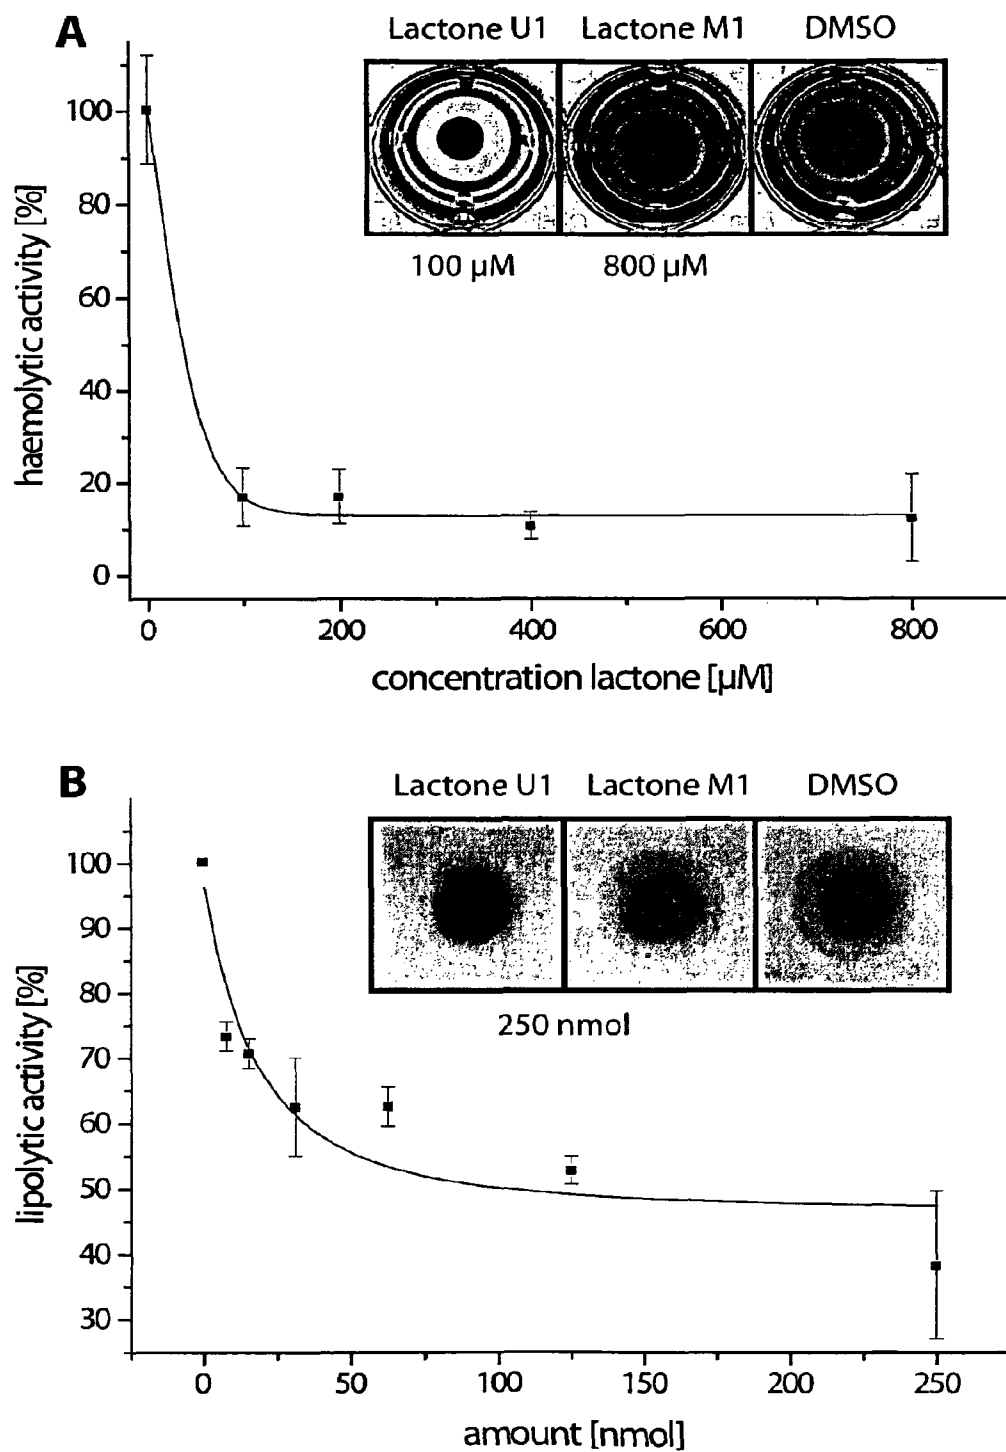 A
Lactone U1 Lactone M1 DMSO
100 µM 800 µM
haemolytic activity [%]
100
80
60
40
20
0
0 200 400 600 800
concentration lactone [µM]
B
Lactone U1 Lactone M1 DMSO
250 nmol
lipolytic activity [%]
100
90
80
70
60
50
40
30
0 50 100 150 200 250
amount [nmol]